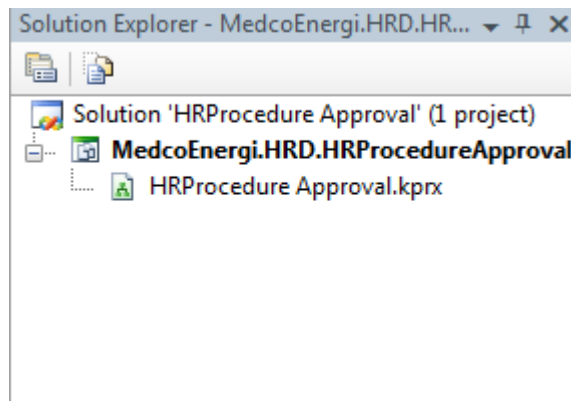 Solution Explorer - MedcoEnergi.HRD.HR...
Solution 'HRProcedure Approval' (1 project)
MedcoEnergi.HRD.HRProcedureApproval
HRProcedure Approval.kprx